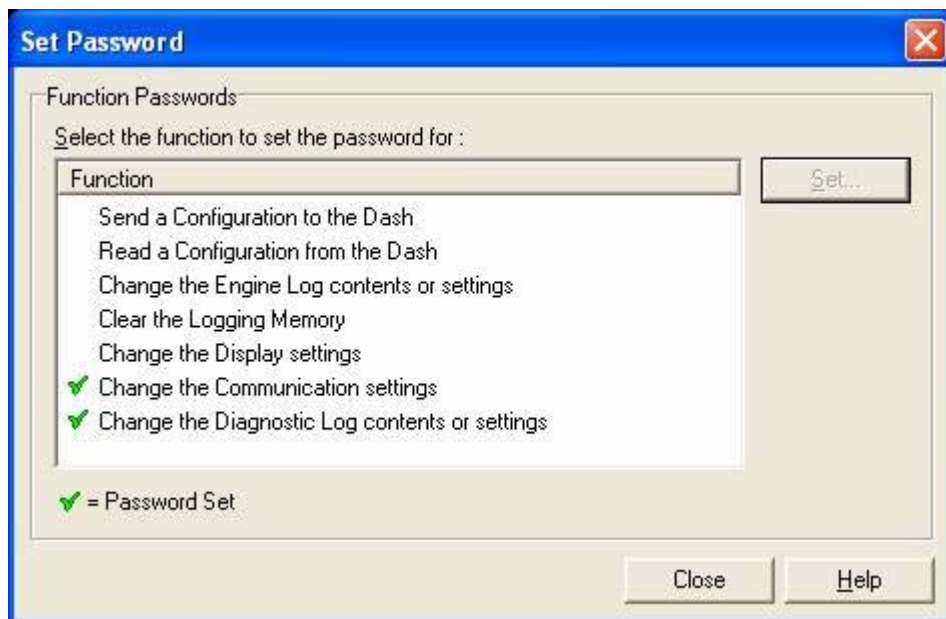 Set Password
Function Passwords
Select the function to set the password for :
Function
Set...
Send a Configuration to the Dash
Read a Configuration from the Dash
Change the Engine Log contents or settings
Clear the Logging Memory
Change the Display settings
Change the Communication settings
Change the Diagnostic Log contents or settings
= Password Set
Close
Help